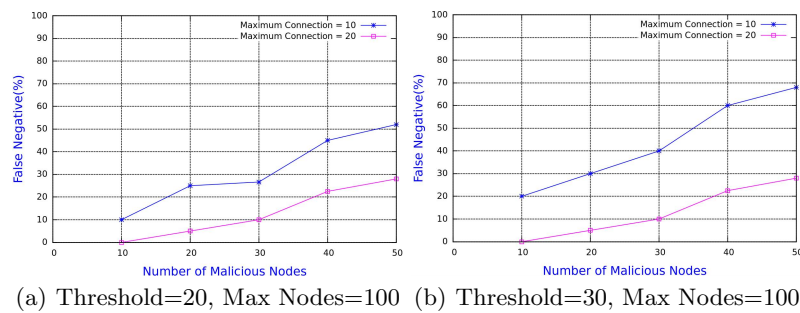 100
90
80
70
60
50
40
30
20
10
0
False Negative(%)
Maximum Connection = 10
Maximum Connection = 20
0 10 20 30 40 50
Number of Malicious Nodes
(a) Threshold=20, Max Nodes=100
100
90
80
70
60
50
40
30
20
10
0
False Negative(%)
Maximum Connection = 10
Maximum Connection = 20
0 10 20 30 40 50
Number of Malicious Nodes
(b) Threshold=30, Max Nodes=100